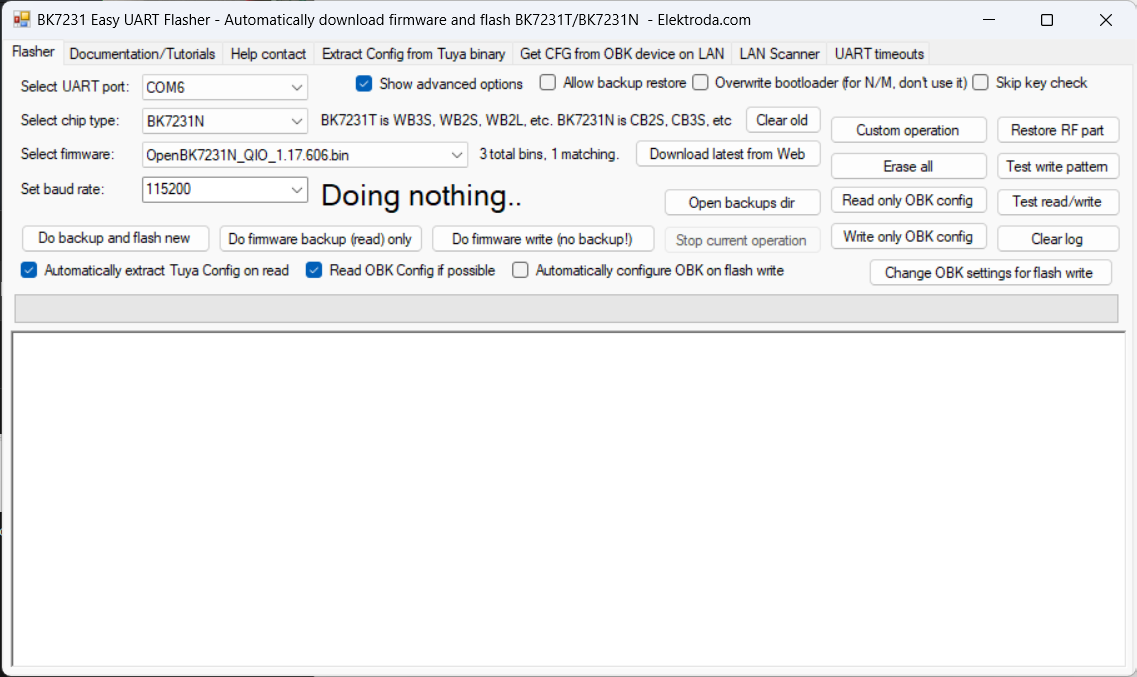 BK7231 Easy UART Flasher - Automatically download firmware and flash BK7231T/BK7231N - Elektroda.com
Flasher Documentation/Tutorials Help contact Extract Config from Tuya binary Get CFG from OBK device on LAN LAN Scanner UART timeouts
Select UART port: COM6 Show advanced options Allow backup restore Overwrite bootloader (for N/M, don't use it) Skip key check
Select chip type: BK7231N BK7231T is WB3S, WB2S, WB2L, etc. BK7231N is CB2S, CB3S, etc Clear old Custom operation Restore RF part
Select firmware: OpenBK7231N_QIO_1.17.606.bin 3 total bins, 1 matching. Download latest from Web Erase all Test write pattern
Set baud rate: 115200 Doing nothing.. Open backups dir Read only OBK config Test read/write
Do backup and flash new Do firmware backup (read) only Do firmware write (no backup!) Stop current operation Write only OBK config Clear log
Automatically extract Tuya Config on read Read OBK Config if possible Automatically configure OBK on flash write Change OBK settings for flash write